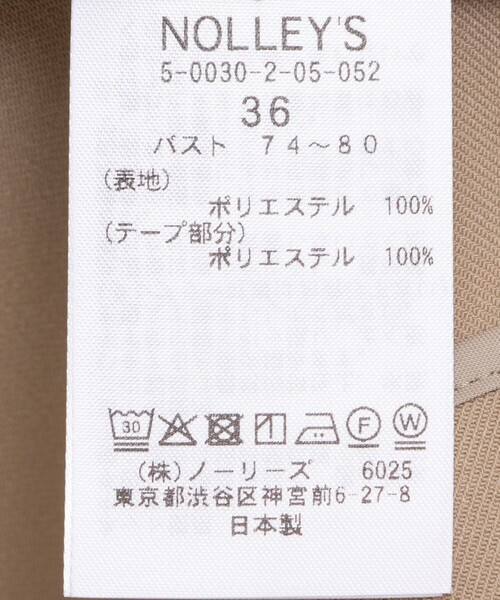 NOLLEY'S
5-0030-2-05-052
36
バスト 74～80
(表地)
ポリエステル 100%
(テープ部分)
ポリエステル 100%
30 F W
(株)ノーリーズ 6025
東京都渋谷区神宮前6-27-8
日本製